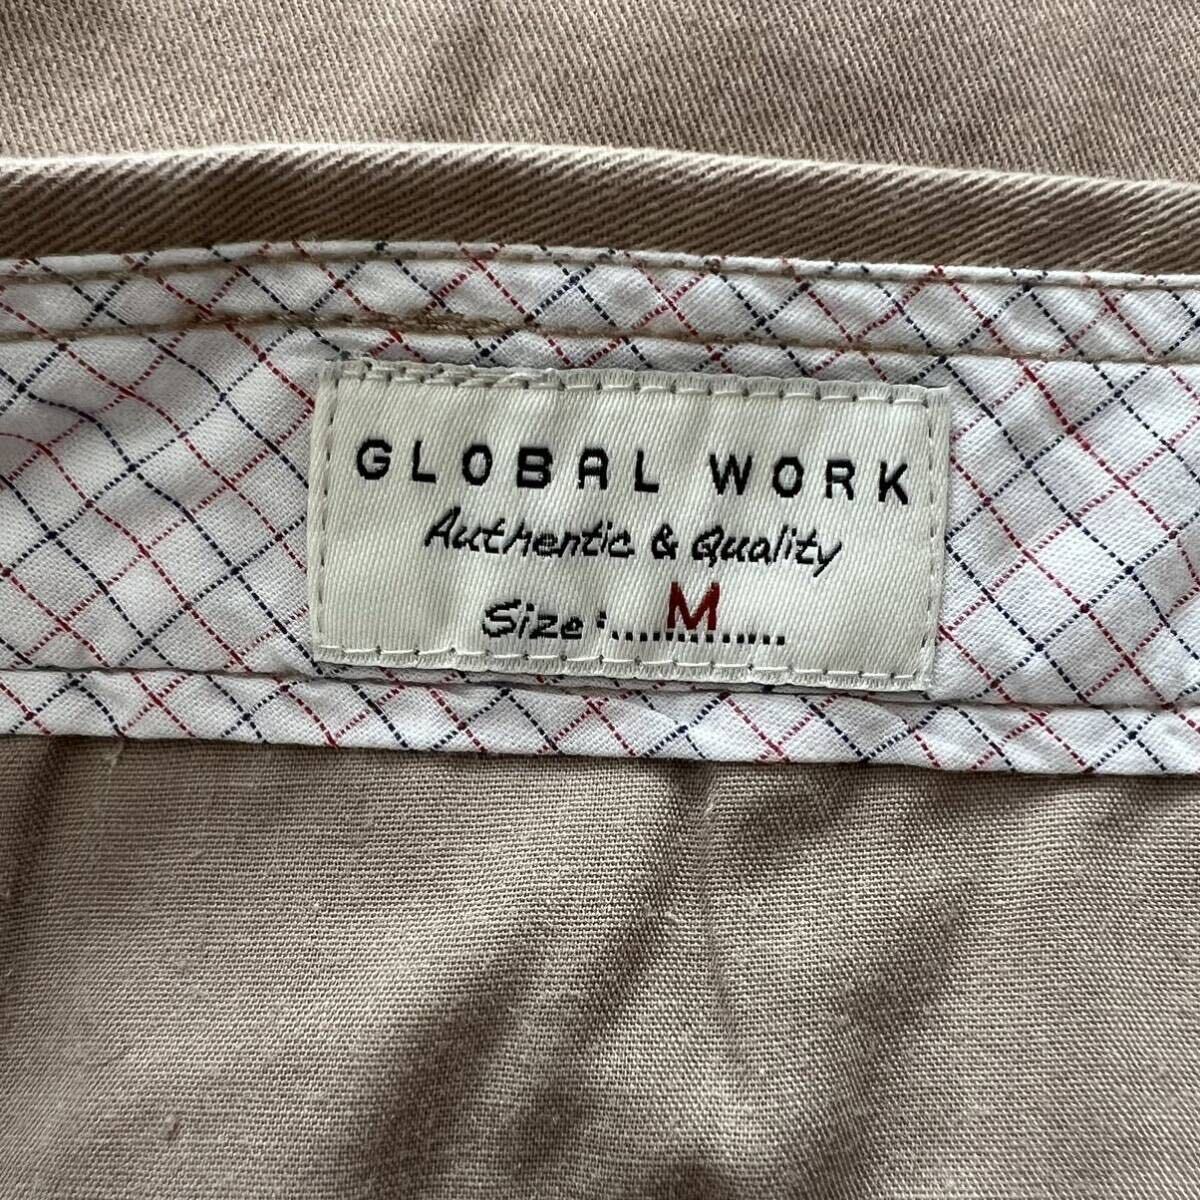 GLOBAL WORK
Authentic & Quality
Size:..............M